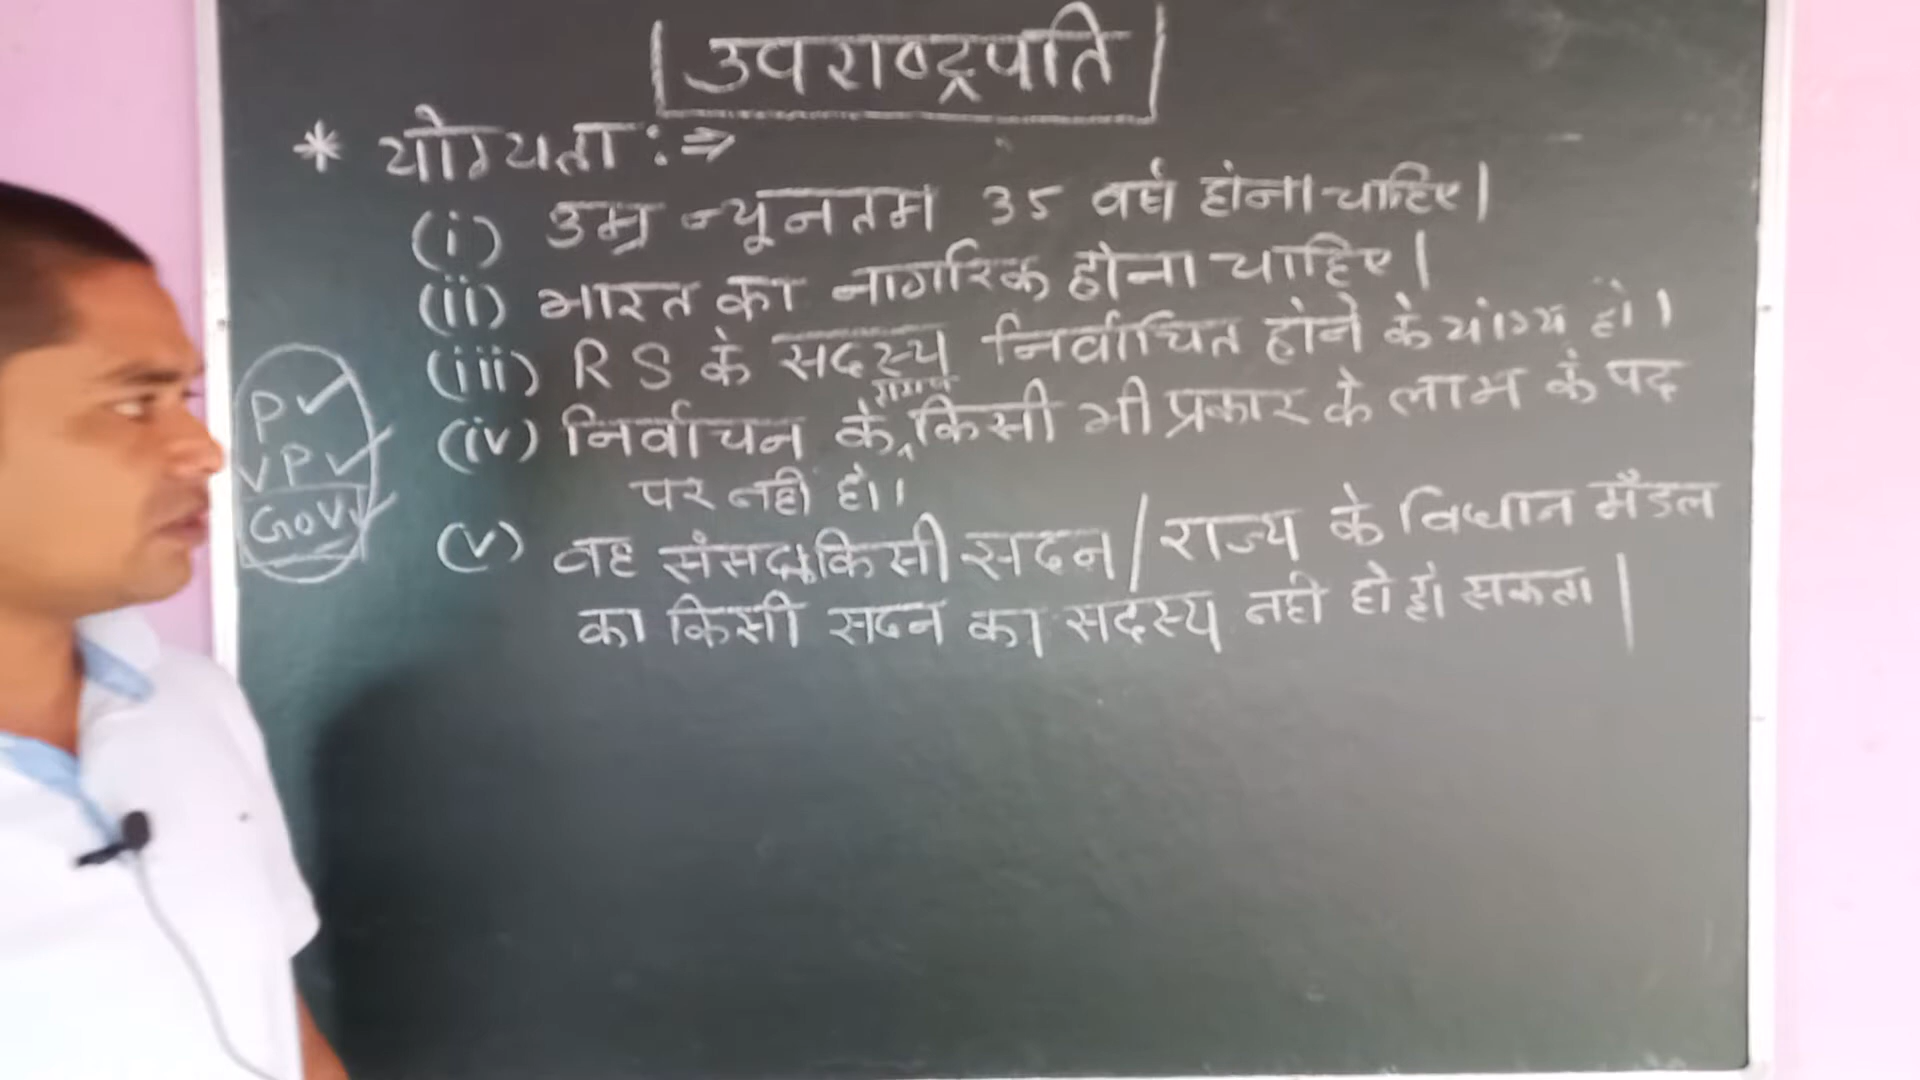 उपराष्ट्रपति
* योग्यता :⇒
(i) उम्र न्यूनतम 35 वर्ष होना चाहिए।
(ii) भारत का नागरिक होना चाहिए।
(iii) RS के सदस्य निर्वाचित होने के योग्य हो।
(iv) निर्वाचन के समय किसी भी प्रकार के लाभ के पद
पर नहीं हो।
(v) वह संसद के किसी सदन / राज्य के विधान मंडल
का किसी सदन का सदस्य नही हो हो सकता।
P✓
VP✓
GOV✓